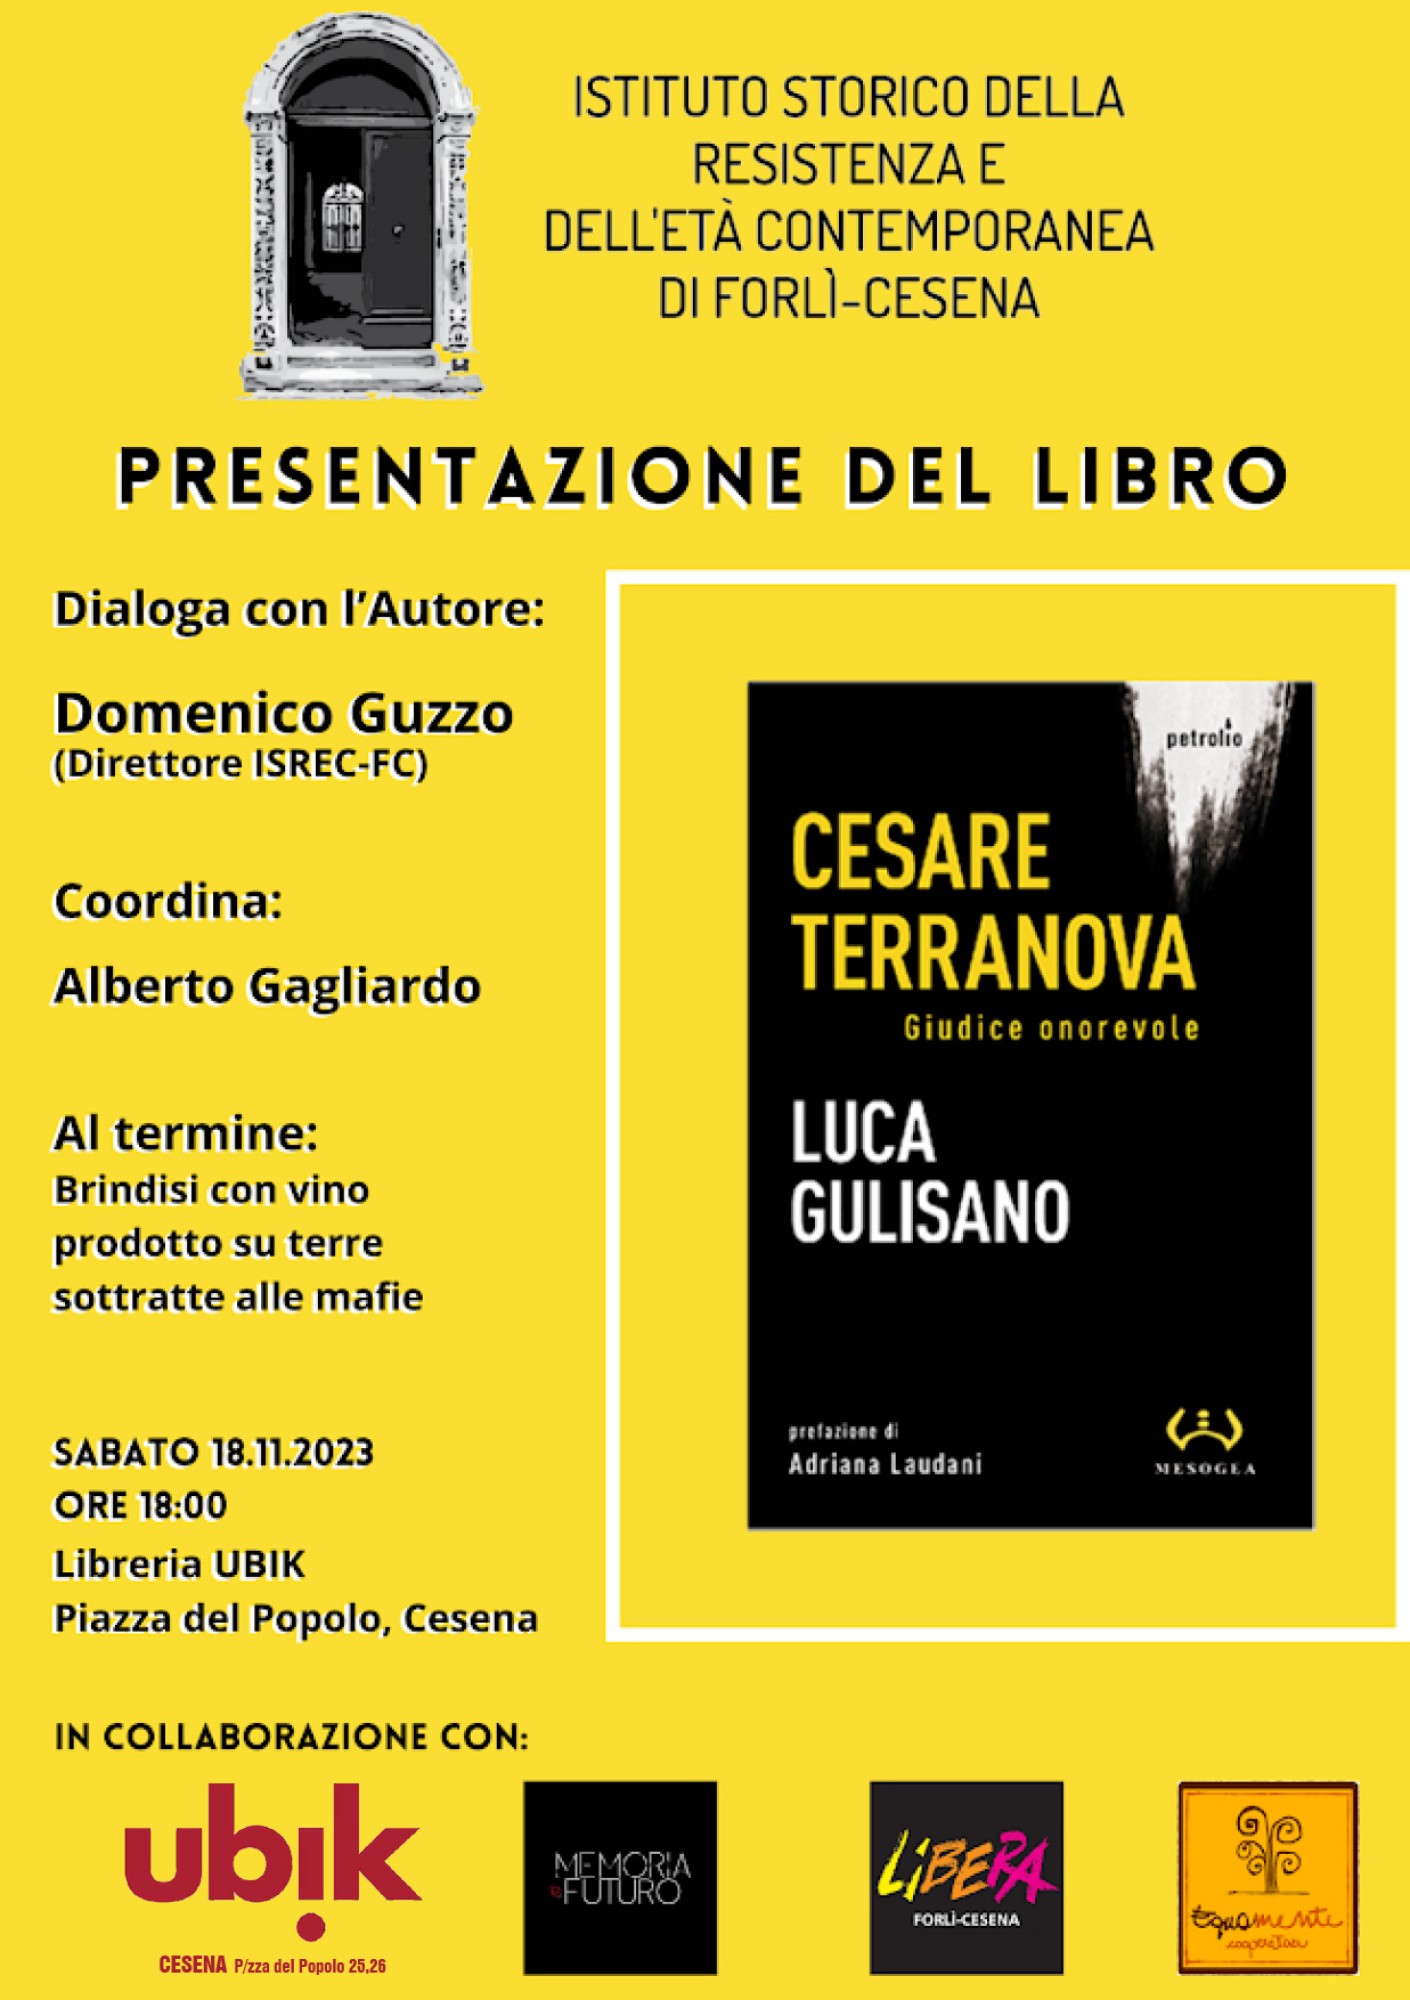 ISTITUTO STORICO DELLA
RESISTENZA E
DELL'ETÀ CONTEMPORANEA
DI FORLÌ-CESENA
PRESENTAZIONE DEL LIBRO
Dialoga con l'Autore:
Domenico Guzzo
(Direttore ISREC-FC)
Coordina:
Alberto Gagliardo
Al termine:
Brindisi con vino
prodotto su terre
sottratte alle mafie
SABATO 18.11.2023
ORE 18:00
Libreria UBIK
Piazza del Popolo, Cesena
petrolio
CESARE
TERRANOVA
Giudice onorevole
LUCA
GULISANO
prefazione di
Adriana Laudani
MESOGEA
IN COLLABORAZIONE CON:
ubik
CESENA P/zza del Popolo 25,26
MEMORIA
e FUTURO
LiBERA
FORLÌ-CESENA
Equamente
cooperativa